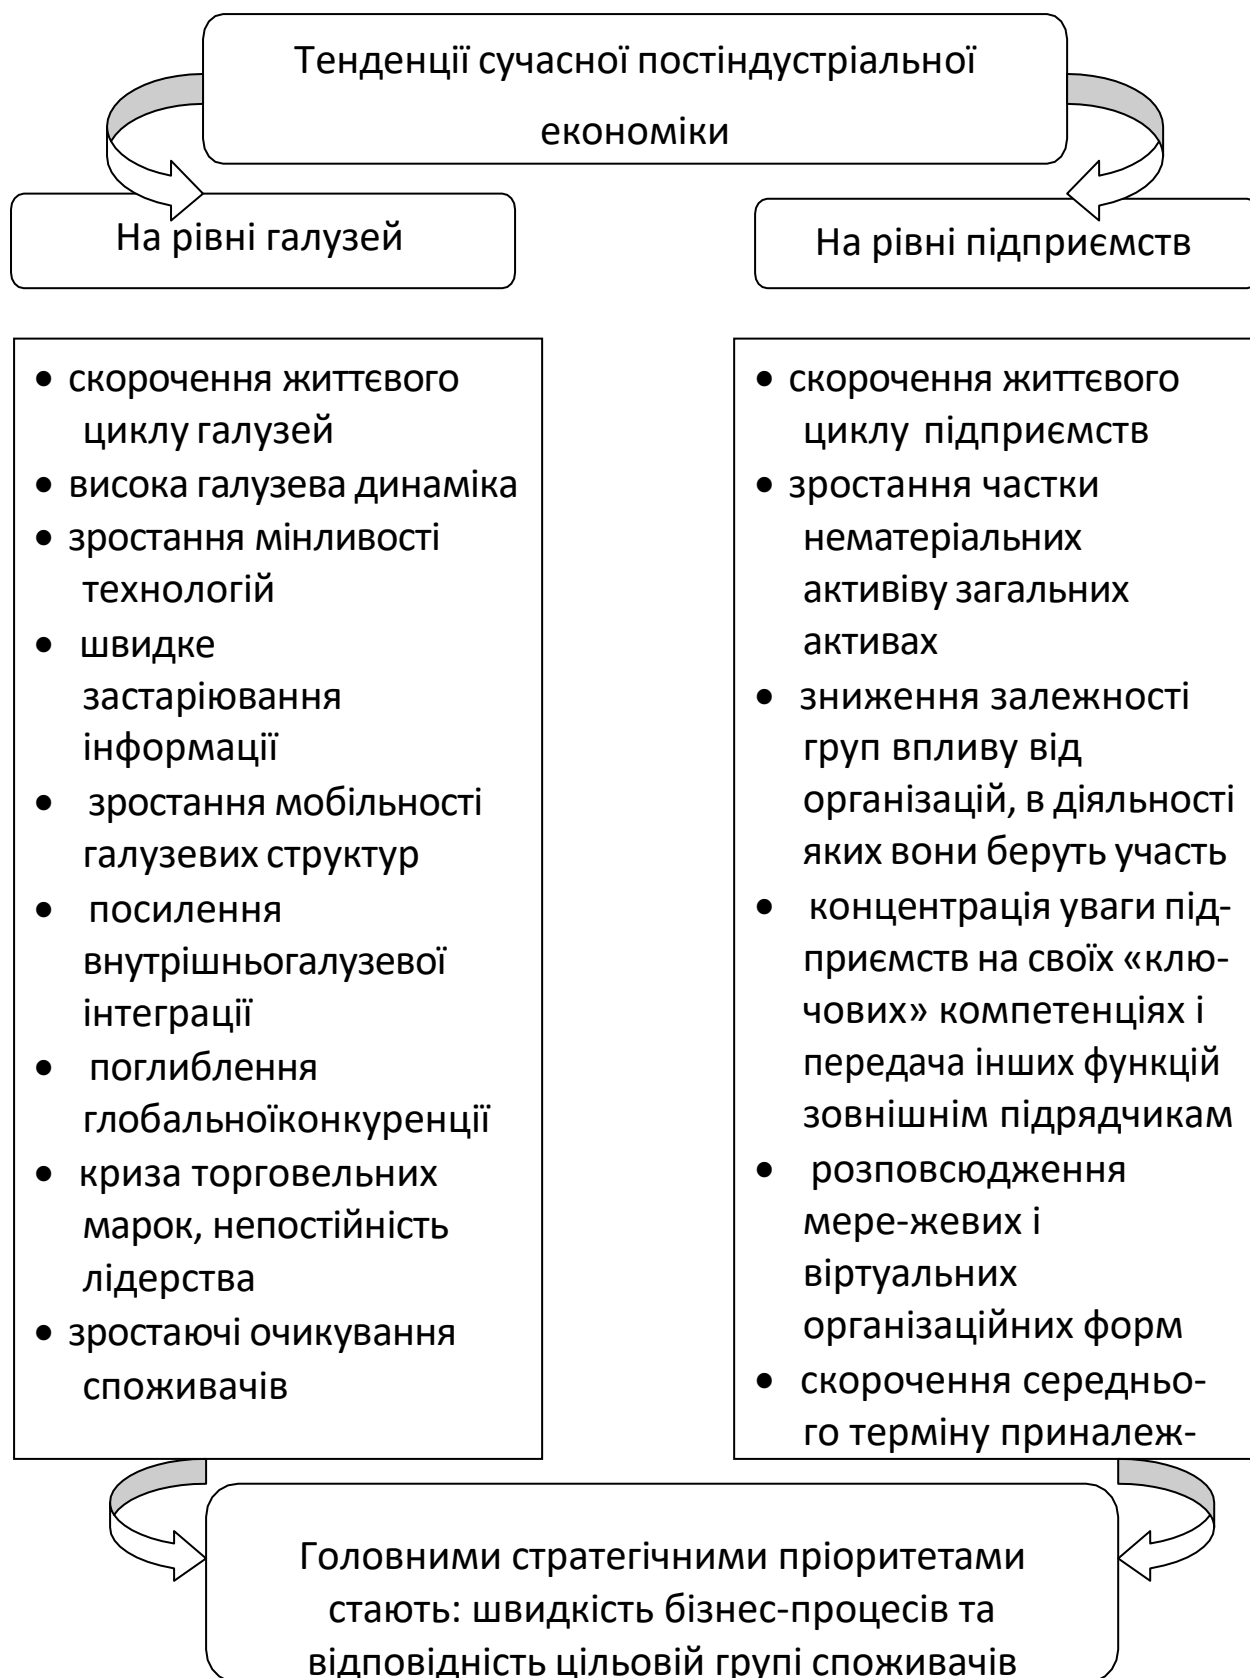 Тенденції сучасної постіндустріальної
економіки
На рівні галузей
На рівні підприємств
• скорочення життєвого
циклу галузей
• висока галузева динаміка
• зростання мінливості
технологій
• швидке
застаріювання
інформації
• зростання мобільності
галузевих структур
• посилення
внутрішньогалузевої
інтеграції
• поглиблення
глобальноїконкуренції
• криза торговельних
марок, непостійність
лідерства
• зростаючі очикування
споживачів
• скорочення життєвого
циклу підприємств
• зростання частки
нематеріальних
активіву загальних
активах
• зниження залежності
груп впливу від
організацій, в діяльності
яких вони беруть участь
• концентрація уваги під-
приємств на своїх «клю-
чових» компетенціях і
передача інших функцій
зовнішнім підрядчикам
• розповсюдження
мере-жевих і
віртуальних
організаційних форм
• скорочення середньо-
го терміну приналеж-
Головними стратегічними пріоритетами
стають: швидкість бізнес-процесів та
відповідність цільовій групі споживачів